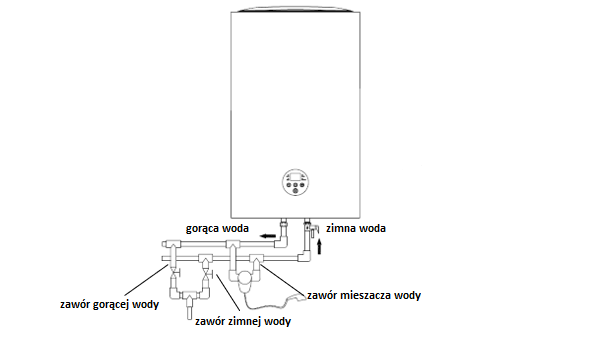 gorąca woda
zimna woda
zawór mieszacza wody
zawór gorącej wody
zawór zimnej wody